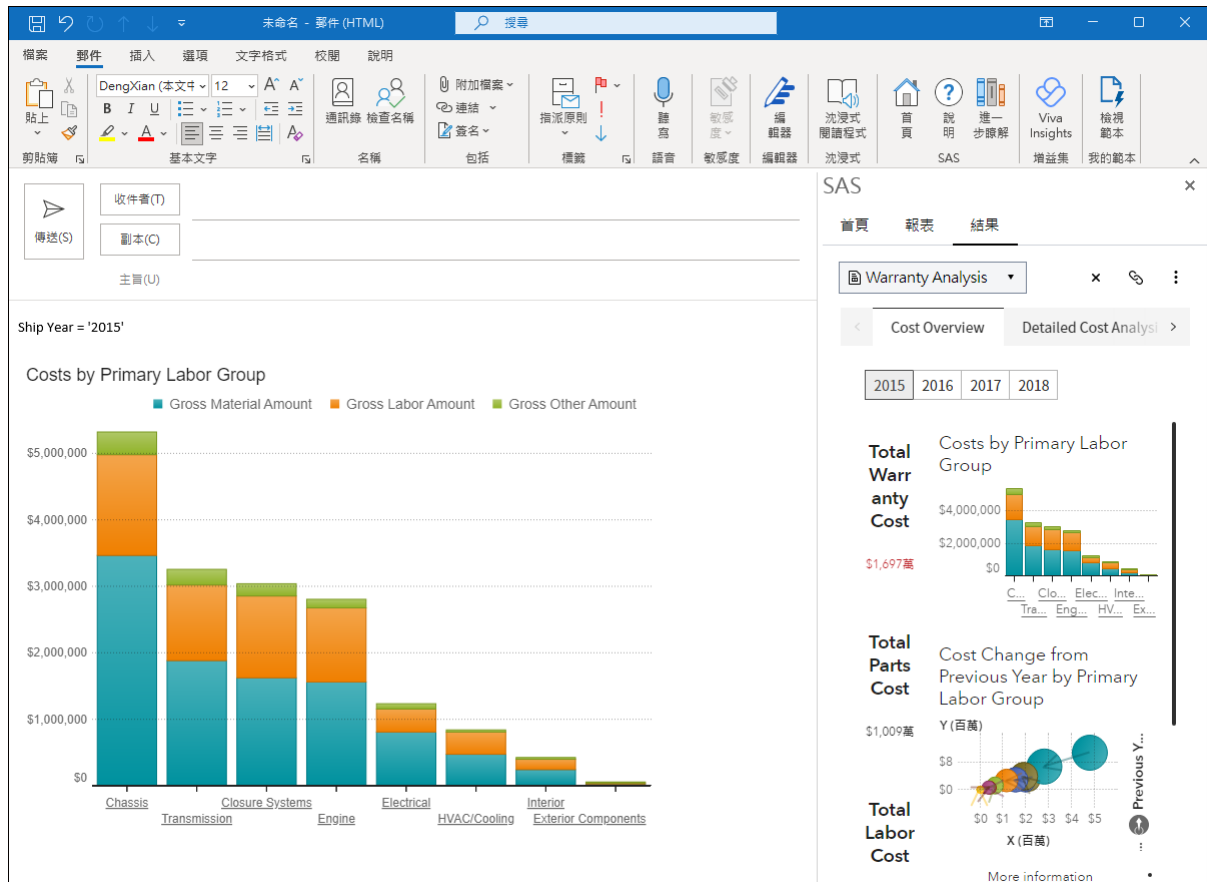 未命名 - 郵件 (HTML)
搜尋
檔案 郵件 插入 選項 文字格式 校閱 說明
貼上
DengXian (本文中 12
B I U
A A
通訊錄 檢查名稱
附加檔案
連結
簽名
指派原則
聽寫
敏感度
編輯器
沈浸式閱讀程式
首頁
說明
進一步瞭解
Viva Insights
檢視範本
剪貼簿 基本文字 名稱 包括 標籤 語音 敏感度 編輯器 沈浸式 SAS 增益集 我的範本
傳送(S)
收件者(T)
副本(C)
主旨(U)
Ship Year = '2015'
Costs by Primary Labor Group
Gross Material Amount Gross Labor Amount Gross Other Amount
$5,000,000
$4,000,000
$3,000,000
$2,000,000
$1,000,000
$0
Chassis Closure Systems Electrical Interior
Transmission Engine HVAC/Cooling Exterior Components
SAS
首頁 報表 結果
Warranty Analysis
Cost Overview Detailed Cost Analysi
2015 2016 2017 2018
Total
Warr
anty
Cost
$1,697萬
Costs by Primary Labor
Group
$4,000,000
$2,000,000
$0
C... Clo... Elec... Inte...
Tra... Eng... HV... Ex...
Total
Parts
Cost
$1,009萬
Cost Change from
Previous Year by Primary
Labor Group
Y (百萬)
$8
$0
$0 $1 $2 $3 $4 $5
X (百萬)
Previous Y...
...
Total
Labor
Cost
More information